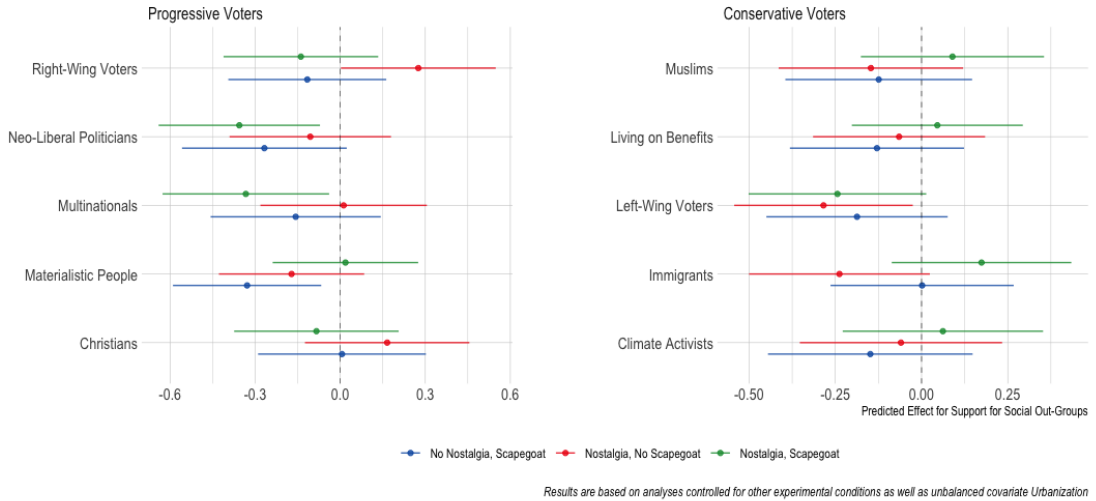 Progressive Voters
Right-Wing Voters
Neo-Liberal Politicians
Multinationals
Materialistic People
Christians
-0.6 -0.3 0.0 0.3 0.6
Conservative Voters
Muslims
Living on Benefits
Left-Wing Voters
Immigrants
Climate Activists
-0.50 -0.25 0.00 0.25
Predicted Effect for Support for Social Out-Groups
No Nostalgia, Scapegoat Nostalgia, No Scapegoat Nostalgia, Scapegoat
Results are based on analyses controlled for other experimental conditions as well as unbalanced covariate Urbanization